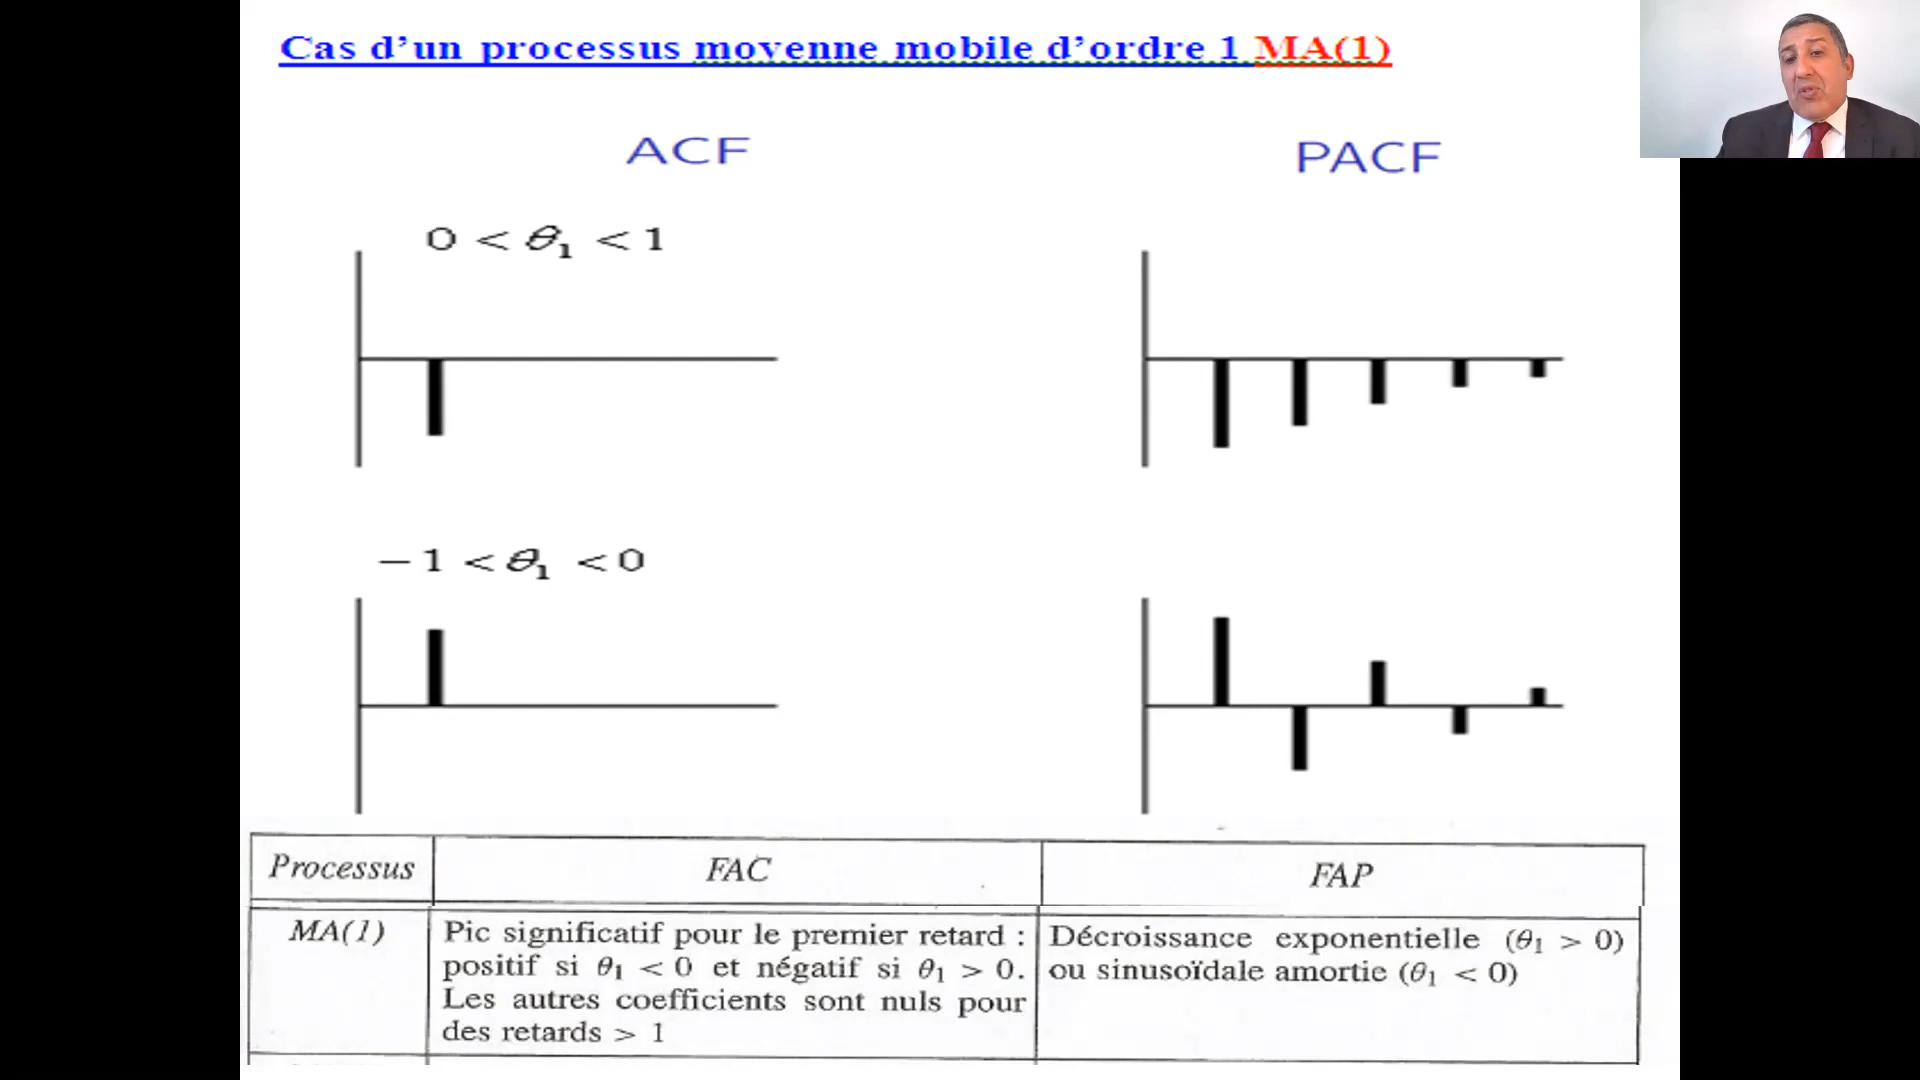 Cas d'un processus moyenne mobile d'ordre 1 MA(1)
ACF
PACF
0 < θ₁ < 1
− 1 < θ₁ < 0
Processus
FAC
FAP
MA(1)
Pic significatif pour le premier retard :
positif si θ₁ < 0 et négatif si θ₁ > 0.
Les autres coefficients sont nuls pour
des retards > 1
Décroissance exponentielle (θ₁ > 0)
ou sinusoïdale amortie (θ₁ < 0)